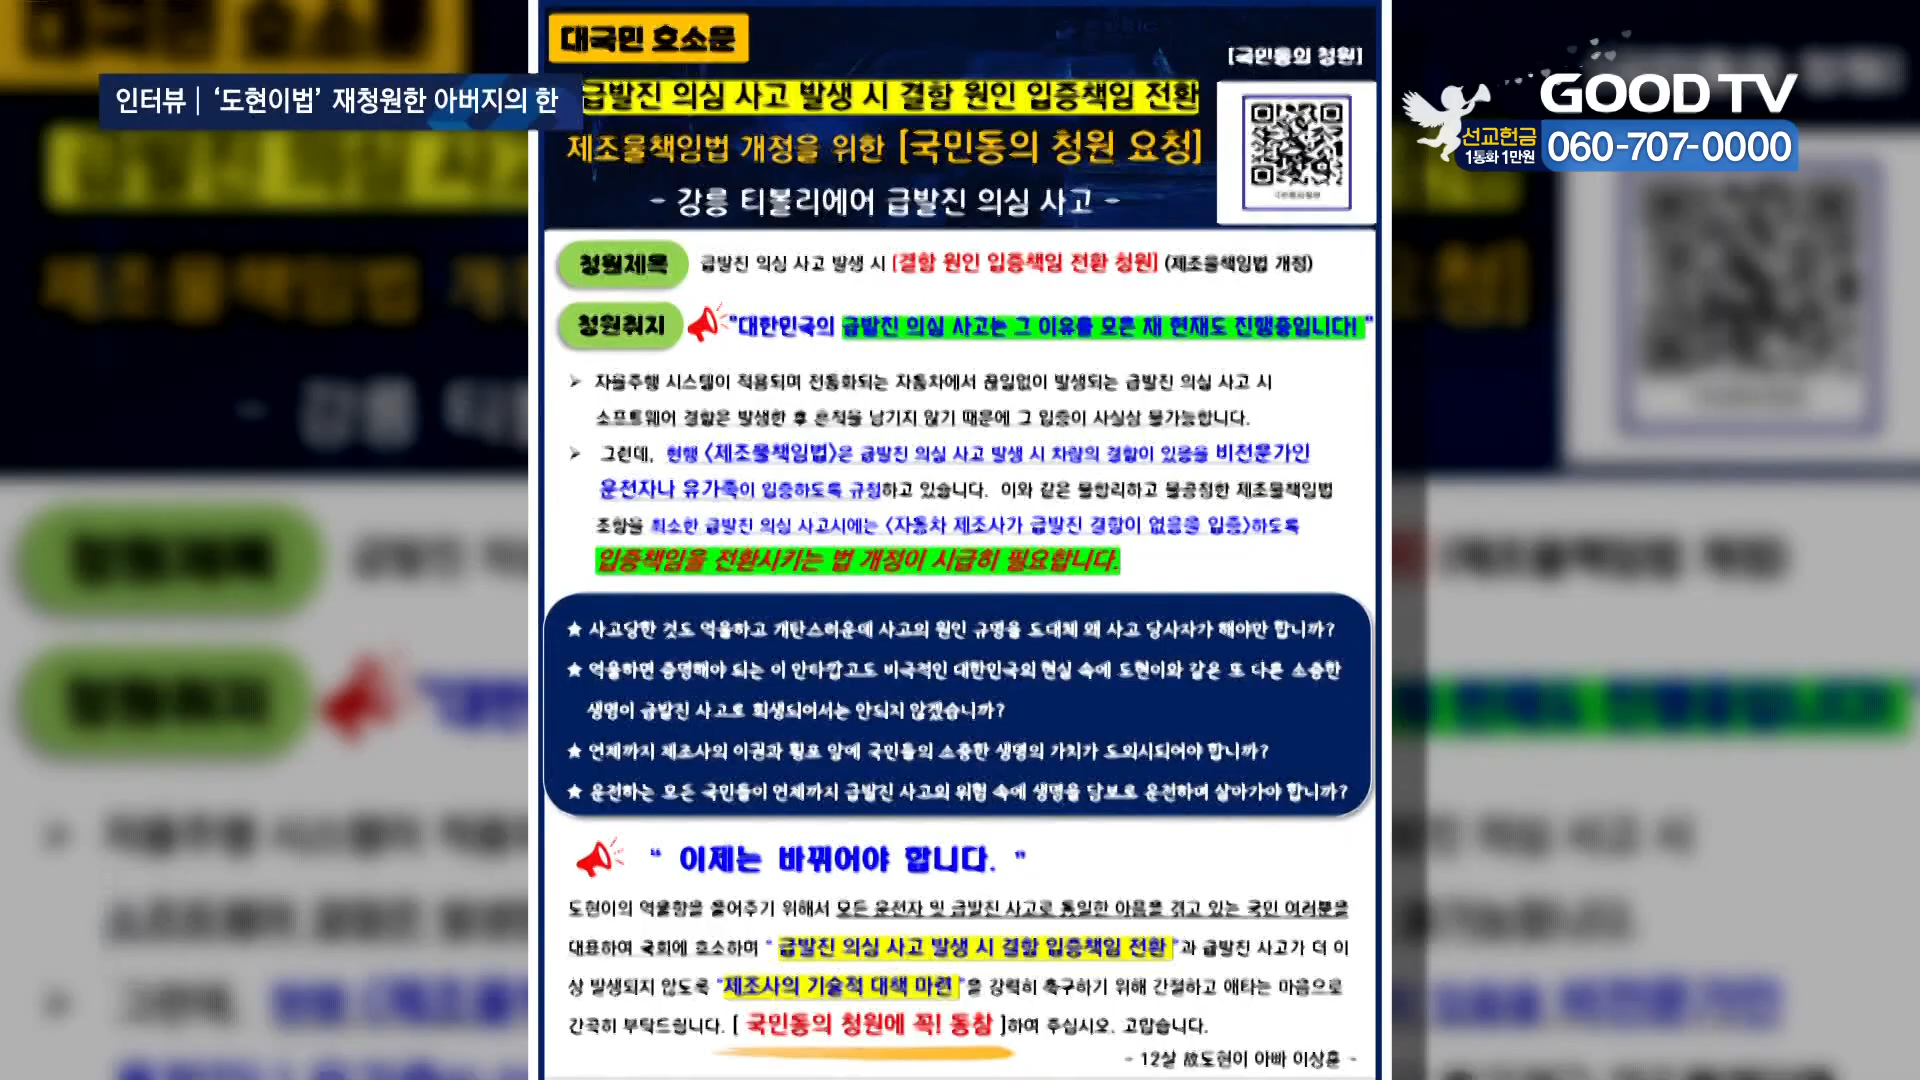 인터뷰 | ‘도현이법’ 재청원한 아버지의 한
GOODTV
선교헌금
1통화 1만원
060-707-0000
대국민 호소문
[국민동의 청원]
급발진 의심 사고 발생 시 결함 원인 입증책임 전환
제조물책임법 개정을 위한 [국민동의 청원 요청]
- 강릉 티볼리에어 급발진 의심 사고 -
청원제목 급발진 의심 사고 발생 시 [결함 원인 입증책임 전환 청원] (제조물책임법 개정)
청원취지 "대한민국의 급발진 의심 사고는 그 이유를 모른 채 현재도 진행중입니다! "
➢ 자율주행 시스템이 적용되며 전동화되는 자동차에서 끊임없이 발생되는 급발진 의심 사고 시
소프트웨어 결함은 발생한 후 흔적을 남기지 않기 때문에 그 입증이 사실상 불가능합니다.
➢ 그런데, 현행 <제조물책임법>은 급발진 의심 사고 발생 시 차량의 결함이 있음을 비전문가인
운전자나 유가족이 입증하도록 규정하고 있습니다. 이와 같은 불합리하고 불공정한 제조물책임법
조항을 최소한 급발진 의심 사고시에는 <자동차 제조사가 급발진 결함이 없음을 입증>하도록
입증책임을 전환시키는 법 개정이 시급히 필요합니다.
★ 사고당한 것도 억울하고 개탄스러운데 사고의 원인 규명을 도대체 왜 사고 당사자가 해야만 합니까?
★ 억울하면 증명해야 되는 이 안타깝고도 비극적인 대한민국의 현실 속에 도현이와 같은 또 다른 소중한
생명이 급발진 사고로 희생되어서는 안되지 않겠습니까?
★ 언제까지 제조사의 이권과 횡포 앞에 국민들의 소중한 생명의 가치가 도외시되어야 합니까?
★ 운전하는 모든 국민들이 언제까지 급발진 사고의 위험 속에 생명을 담보로 운전하며 살아가야 합니까?
“ 이제는 바뀌어야 합니다. ”
도현이의 억울함을 풀어주기 위해서 모든 운전자 및 급발진 사고로 동일한 아픔을 겪고 있는 국민 여러분을
대표하여 국회에 호소하며 “ 급발진 의심 사고 발생 시 결함 입증책임 전환 ”과 급발진 사고가 더 이
상 발생되지 않도록 “제조사의 기술적 대책 마련 ”을 강력히 촉구하기 위해 간절하고 애타는 마음으로
간곡히 부탁드립니다. [ 국민동의 청원에 꼭! 동참 ]하여 주십시오. 고맙습니다.
- 12살 故도현이 아빠 이상훈 -